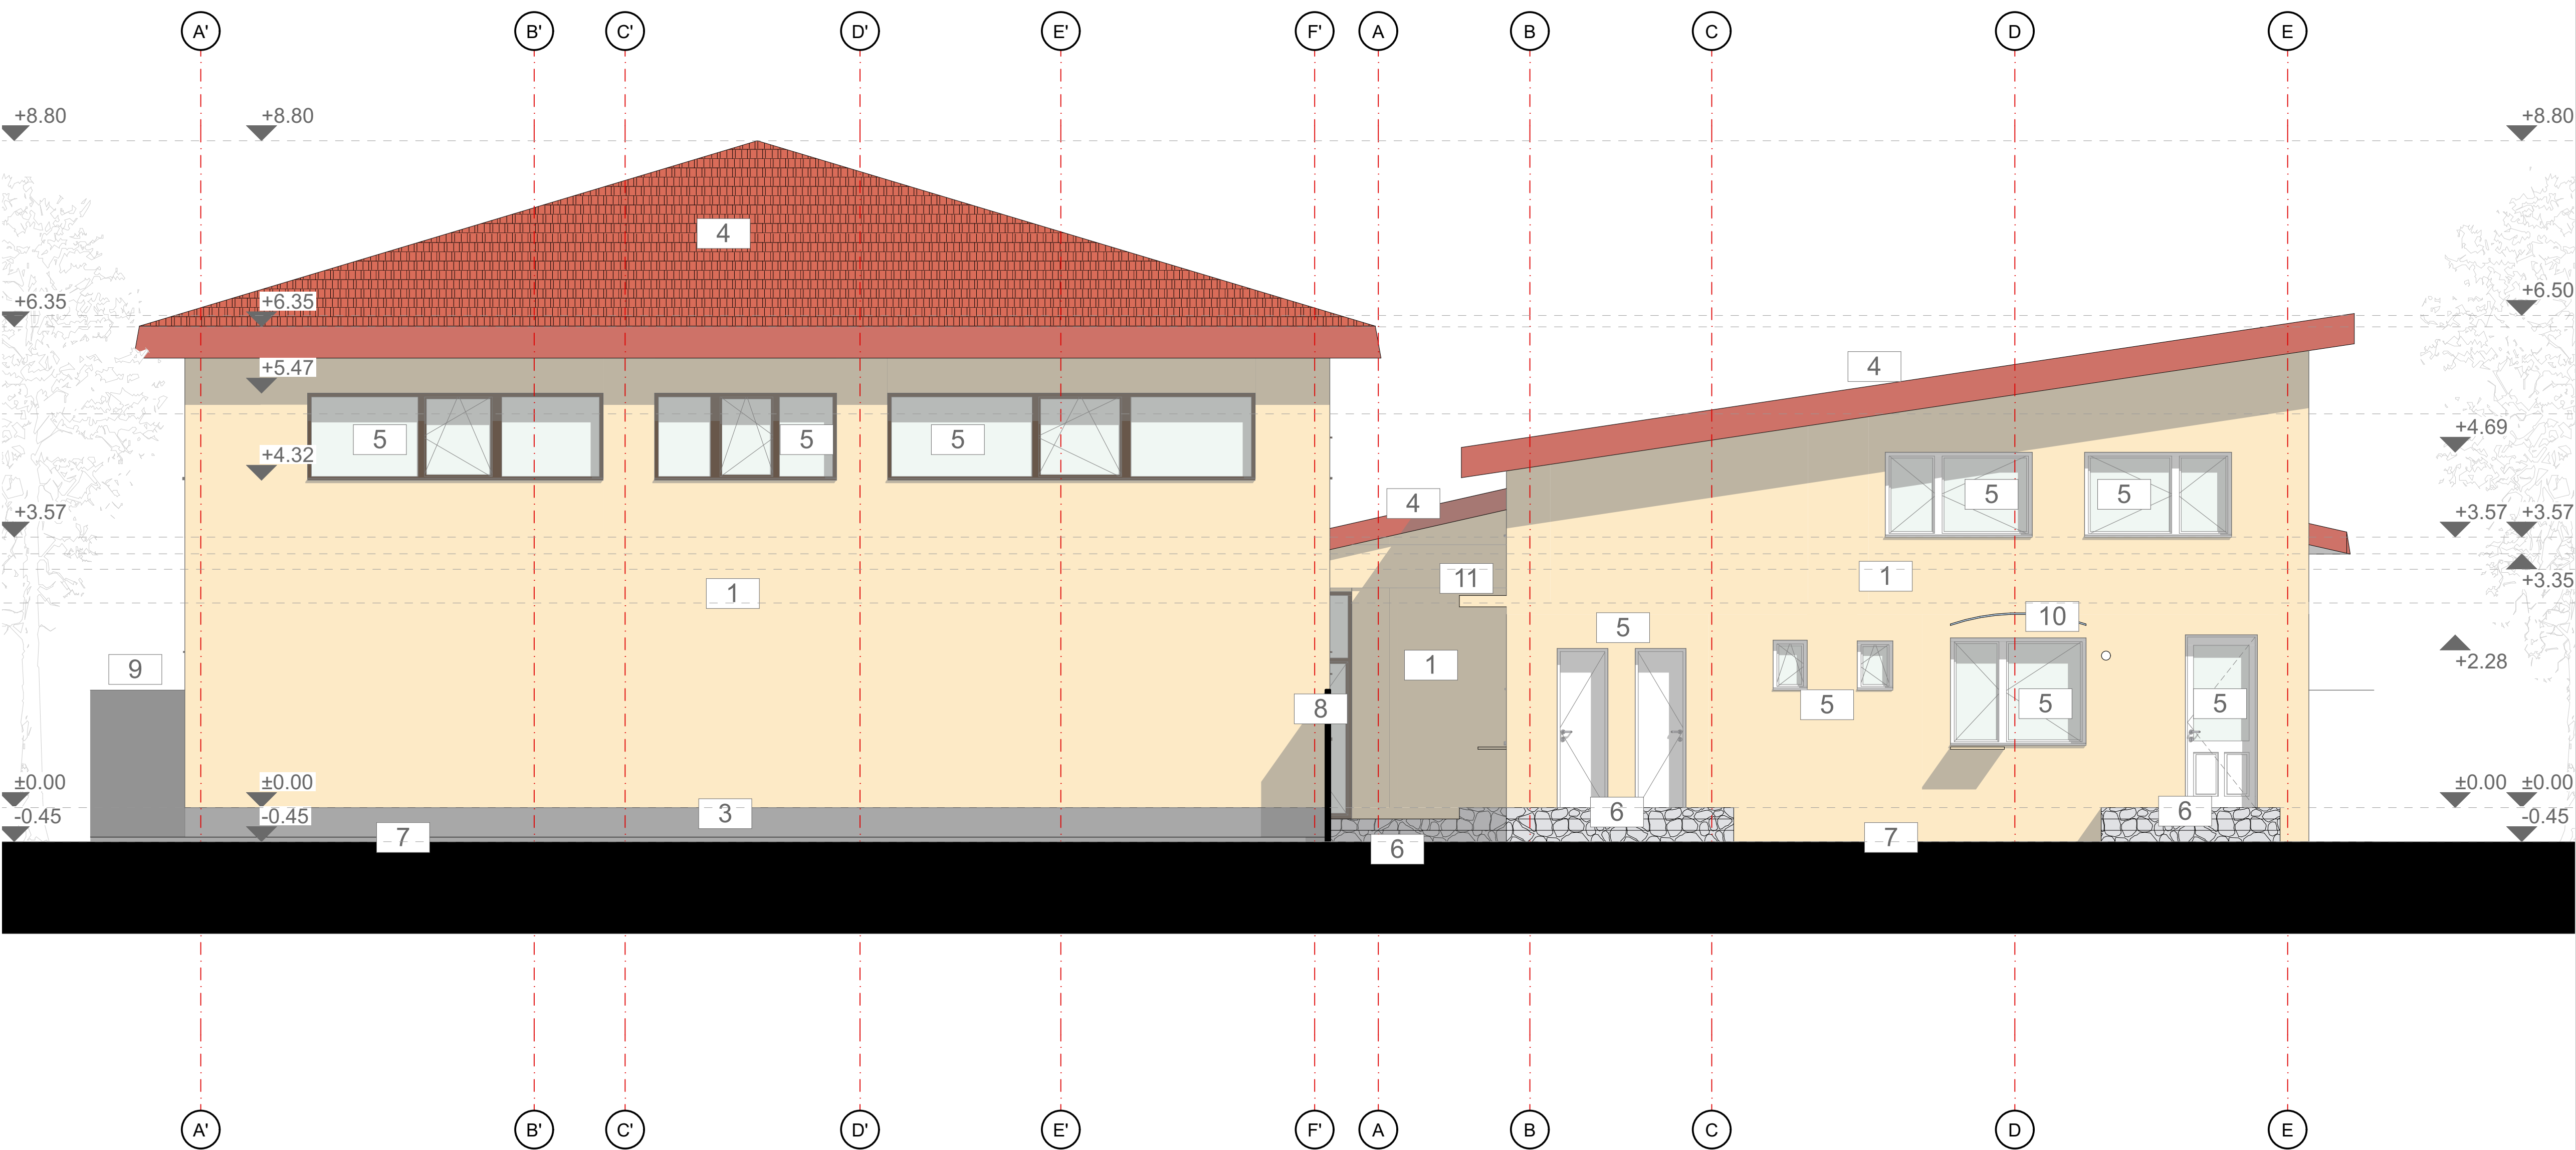 A' B' C' D' E' F' A B C D E
+8.80 +8.80 +8.80
4
+6.35 +6.35 +6.50
+5.47 4
5 5 5 +4.69
+4.32
4 5 5
+3.57 +3.57 +3.57
11 1 +3.35
1 5 10
9 1 +2.28
8 5 5 5
±0.00 ±0.00 ±0.00 ±0.00
-0.45 -0.45 3 6 6 -0.45
7 6 7
A' B' C' D' E' F' A B C D E